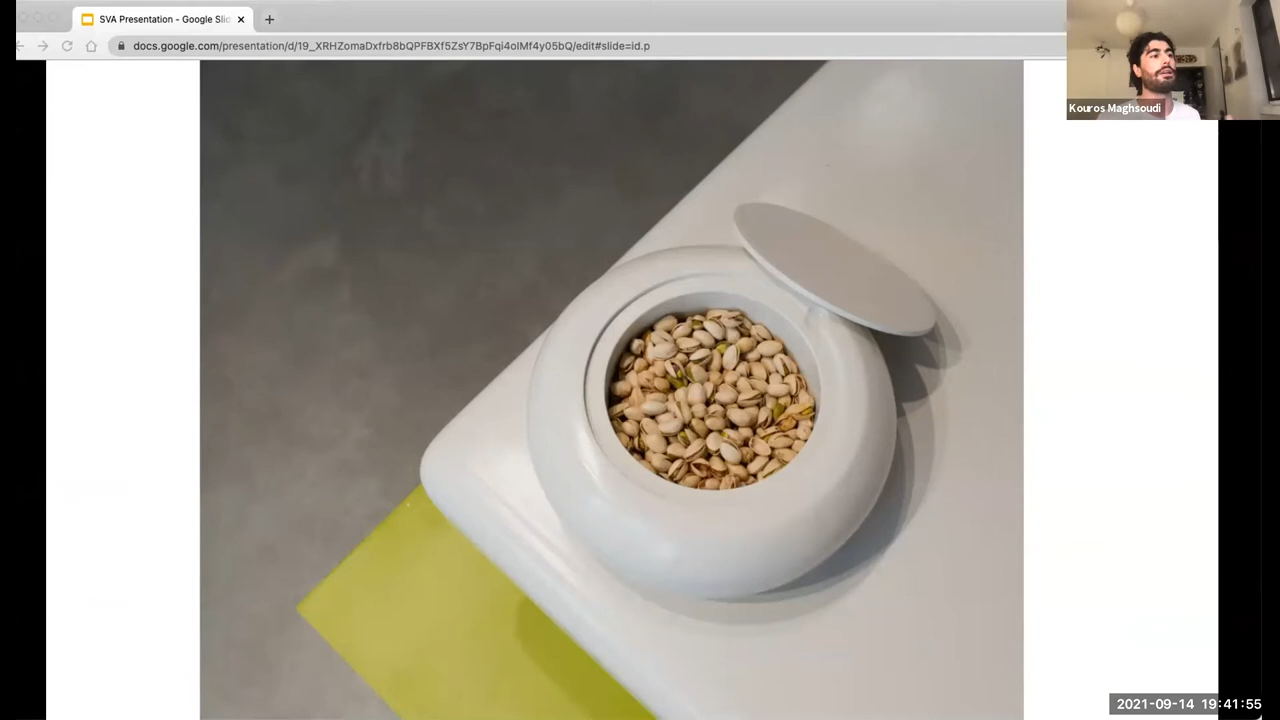 SVA Presentation - Google Slid
docs.google.com/presentation/d/19_XRHZomaDxfrb8bQPFBXf5ZsY7BpFqi4oIMf4y05bQ/edit#slide=id.p
Kouros Maghsoudi
2021-09-14 19:41:55